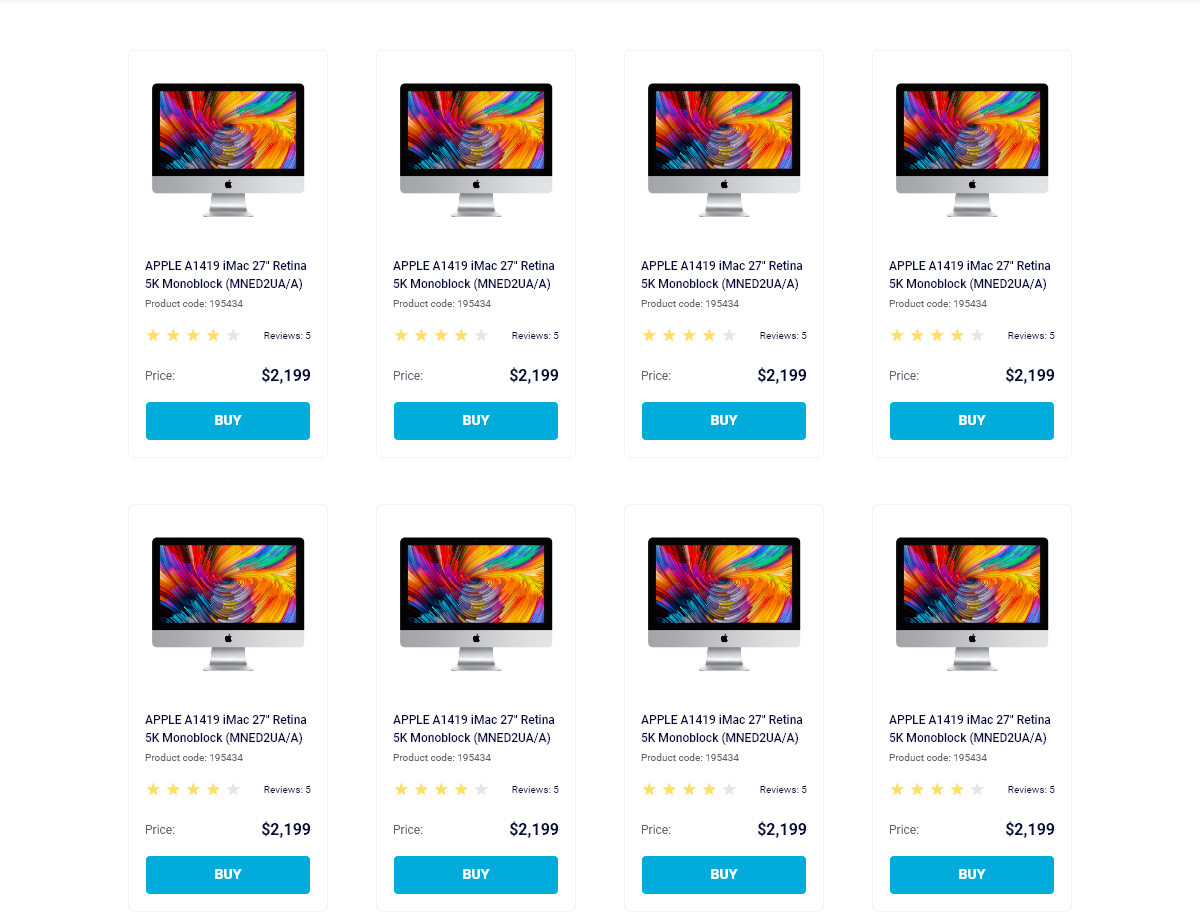 APPLE A1419 iMac 27" Retina
5K Monoblock (MNED2UA/A)
Product code: 195434
Reviews: 5
Price: $2,199
BUY
APPLE A1419 iMac 27" Retina
5K Monoblock (MNED2UA/A)
Product code: 195434
Reviews: 5
Price: $2,199
BUY
APPLE A1419 iMac 27" Retina
5K Monoblock (MNED2UA/A)
Product code: 195434
Reviews: 5
Price: $2,199
BUY
APPLE A1419 iMac 27" Retina
5K Monoblock (MNED2UA/A)
Product code: 195434
Reviews: 5
Price: $2,199
BUY
APPLE A1419 iMac 27" Retina
5K Monoblock (MNED2UA/A)
Product code: 195434
Reviews: 5
Price: $2,199
BUY
APPLE A1419 iMac 27" Retina
5K Monoblock (MNED2UA/A)
Product code: 195434
Reviews: 5
Price: $2,199
BUY
APPLE A1419 iMac 27" Retina
5K Monoblock (MNED2UA/A)
Product code: 195434
Reviews: 5
Price: $2,199
BUY
APPLE A1419 iMac 27" Retina
5K Monoblock (MNED2UA/A)
Product code: 195434
Reviews: 5
Price: $2,199
BUY